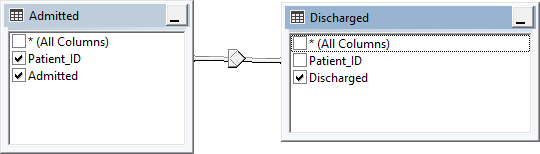 Admitted
* (All Columns)
Patient_ID
Admitted
Discharged
* (All Columns)
Patient_ID
Discharged